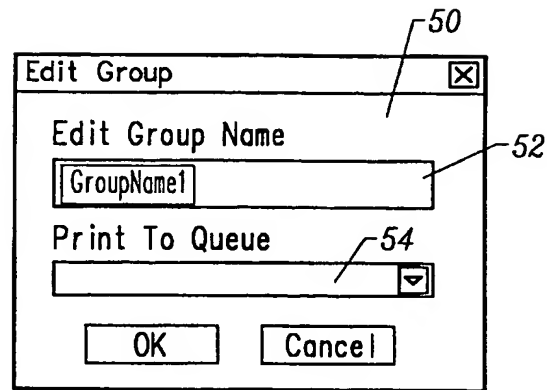 50
Edit Group
Edit Group Name
52
GroupName1
Print To Queue
54
OK Cancel